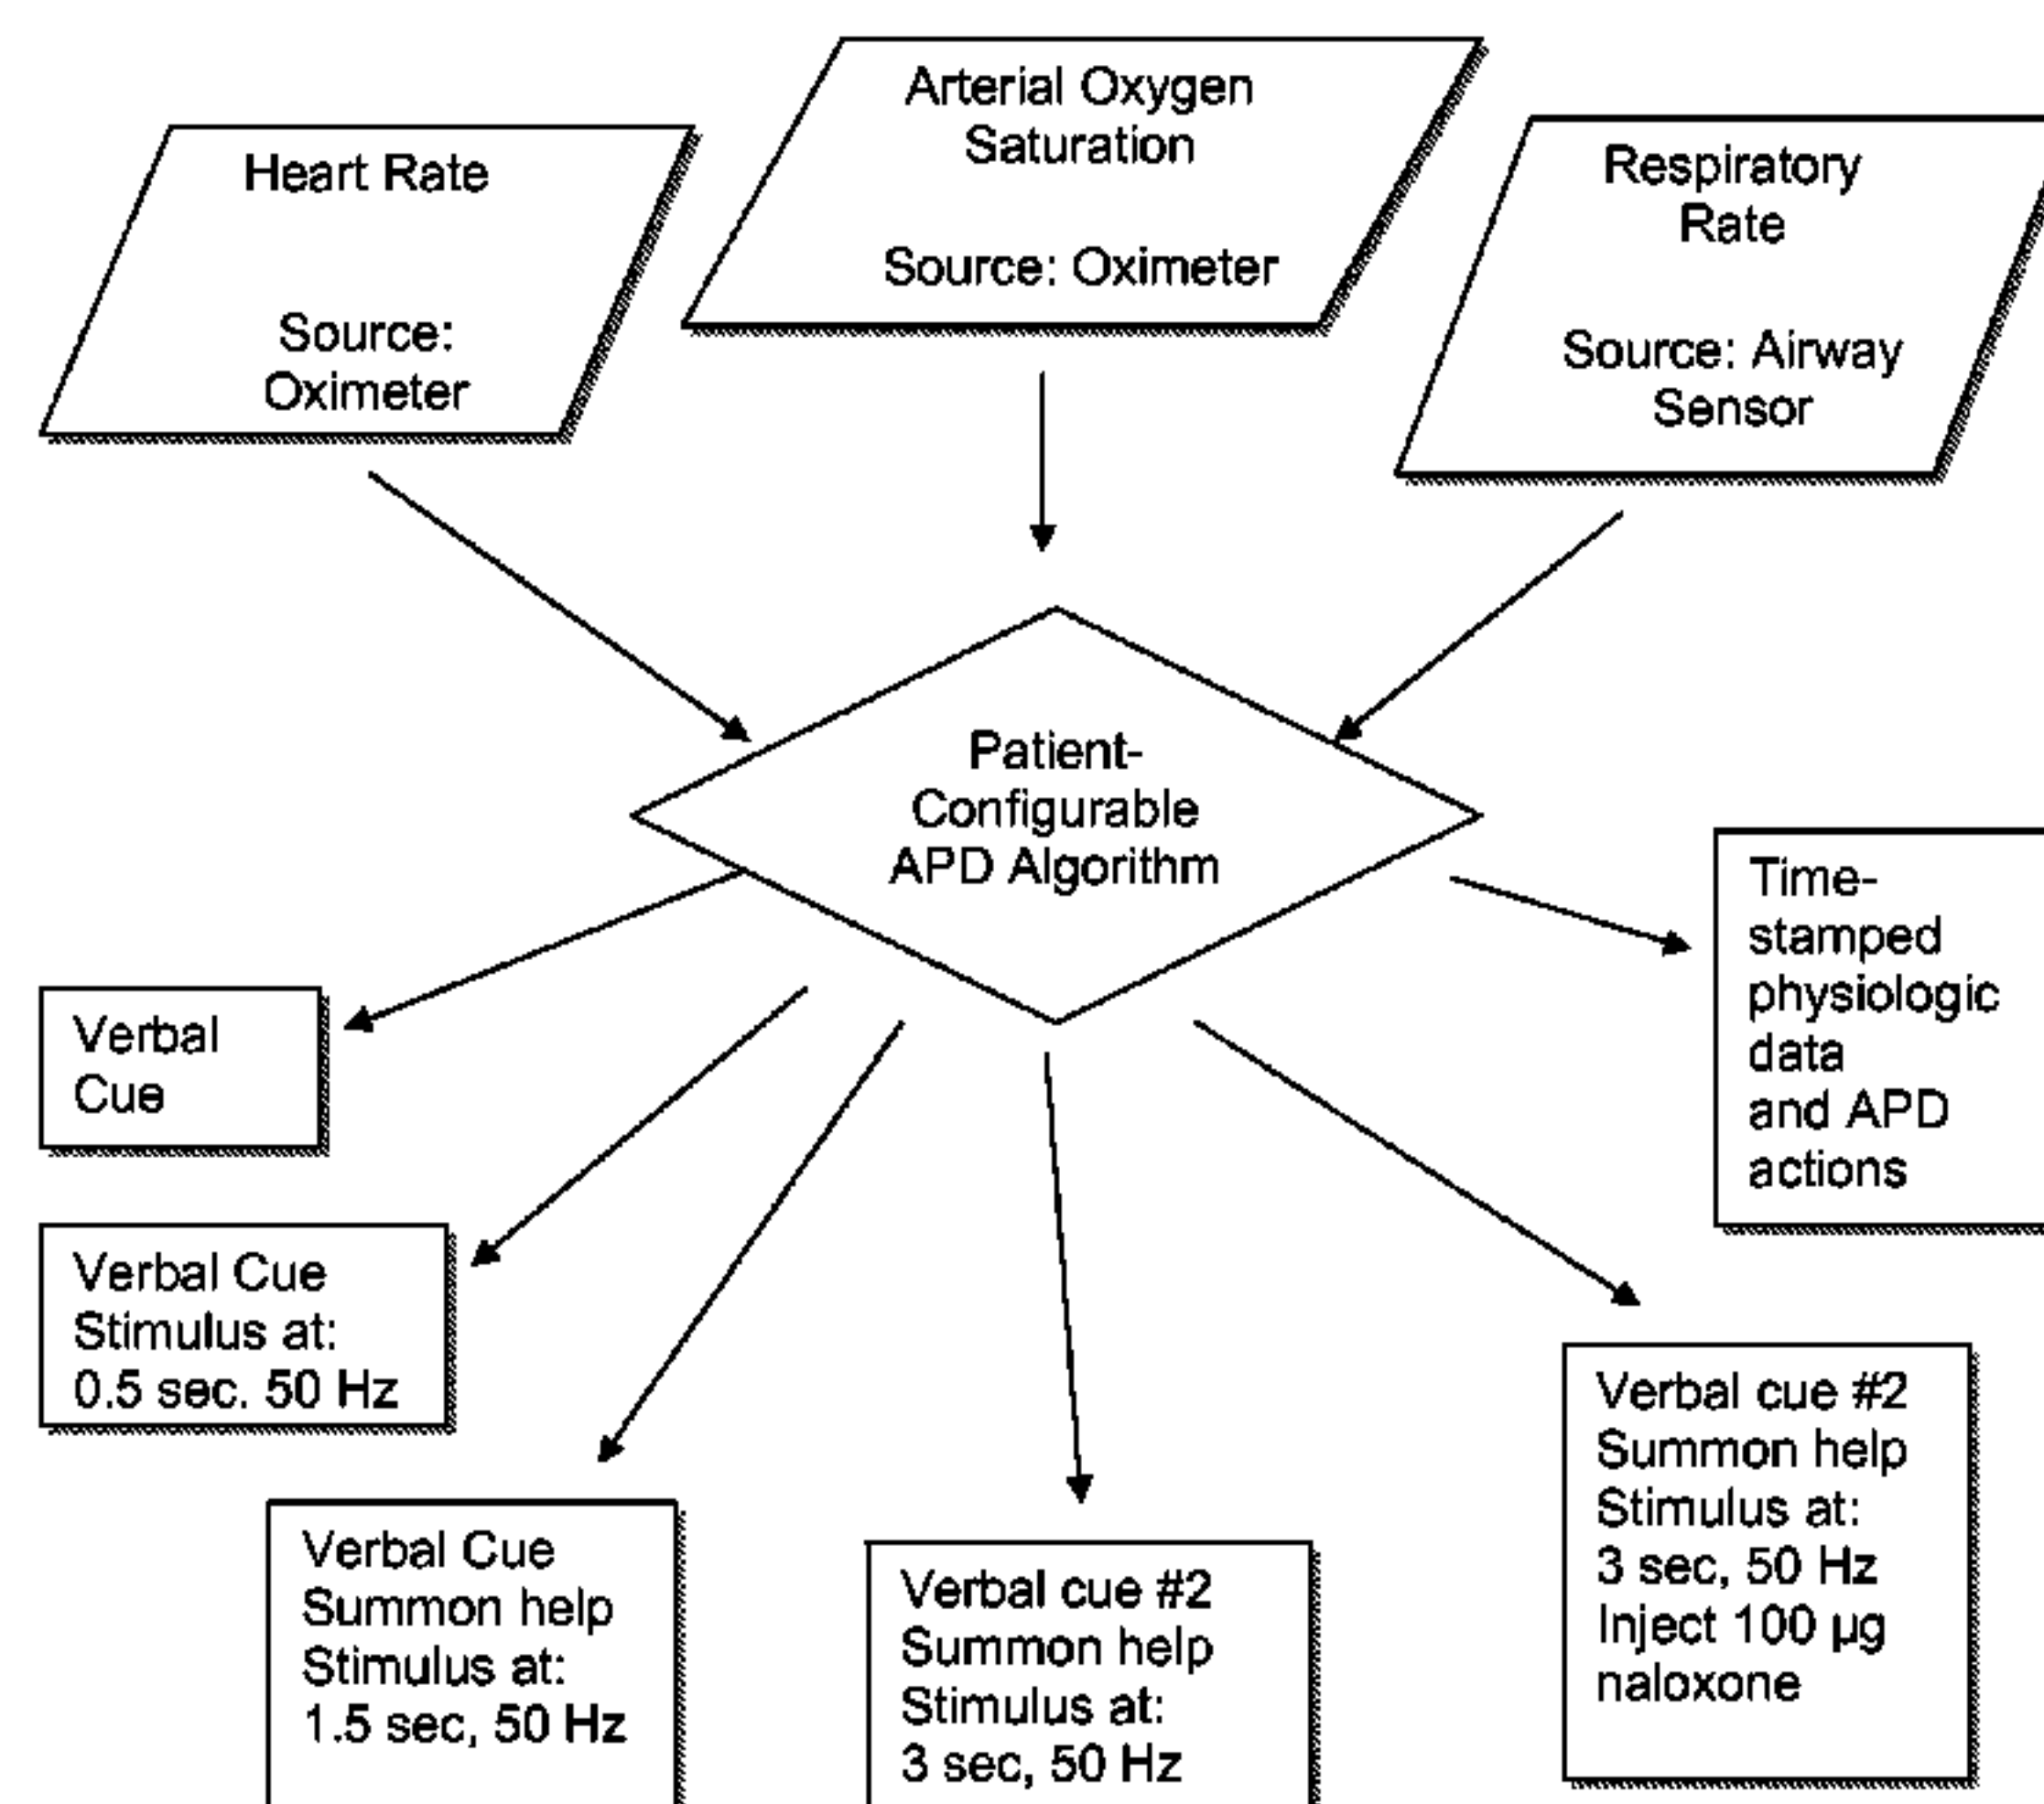 Heart Rate
Source:
Oximeter
Arterial Oxygen
Saturation
Source: Oximeter
Respiratory
Rate
Source: Airway
Sensor
Patient-
Configurable
APD Algorithm
Verbal
Cue
Verbal Cue
Stimulus at:
0.5 sec. 50 Hz
Verbal Cue
Summon help
Stimulus at:
1.5 sec, 50 Hz
Verbal cue #2
Summon help
Stimulus at:
3 sec, 50 Hz
Verbal cue #2
Summon help
Stimulus at:
3 sec, 50 Hz
Inject 100 µg
naloxone
Time-
stamped
physiologic
data
and APD
actions